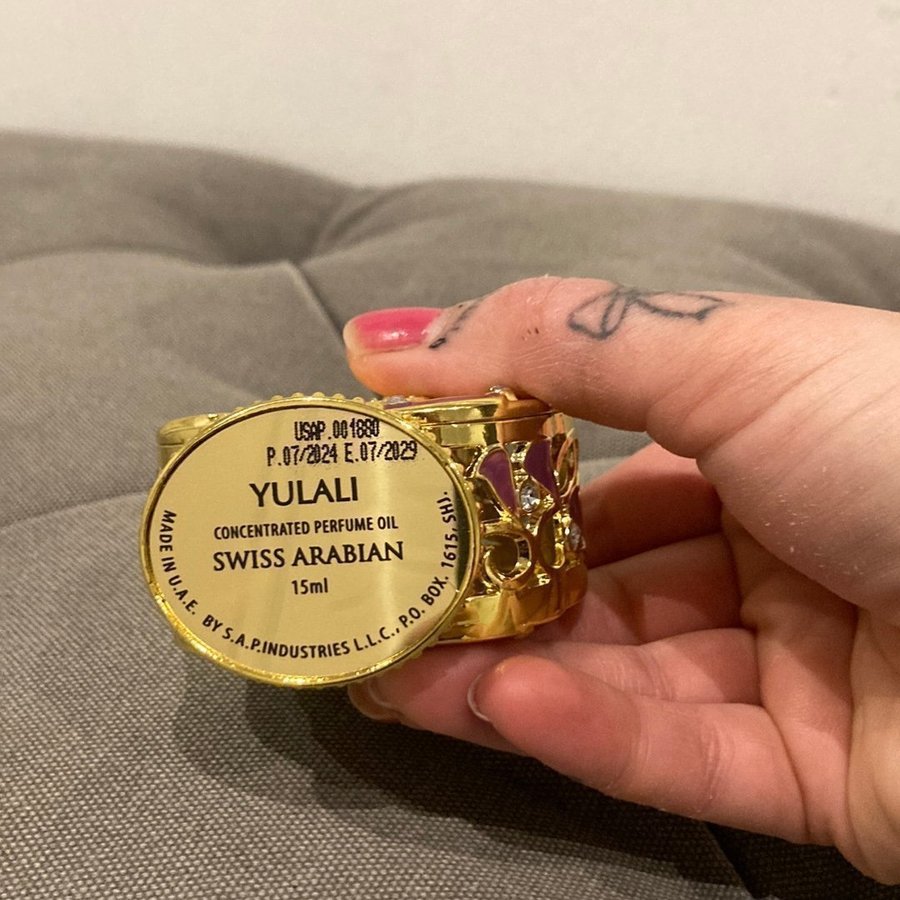 USAP.001880
P.07/2024 E.07/2029
YULALI
CONCENTRATED PERFUME OIL
SWISS ARABIAN
15ml
MADE IN U.A.E. BY S.A.P.INDUSTRIES L.L.C., P.O. BOX. 1615, SHJ.